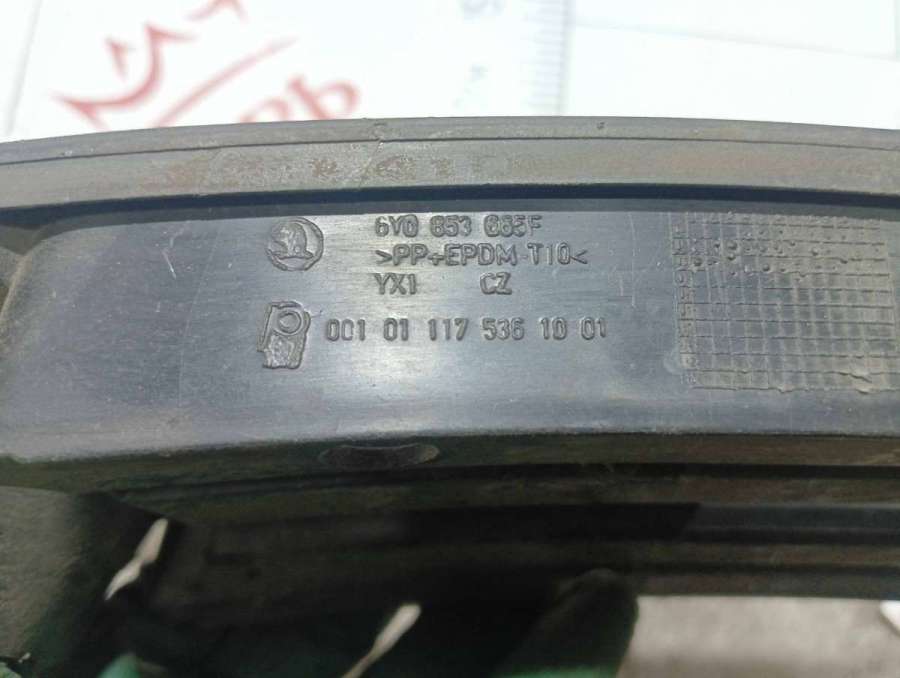 6Y0 853 665F
>PP+EPDM-T10<
YX1 CZ
001 01 117 536 10 01